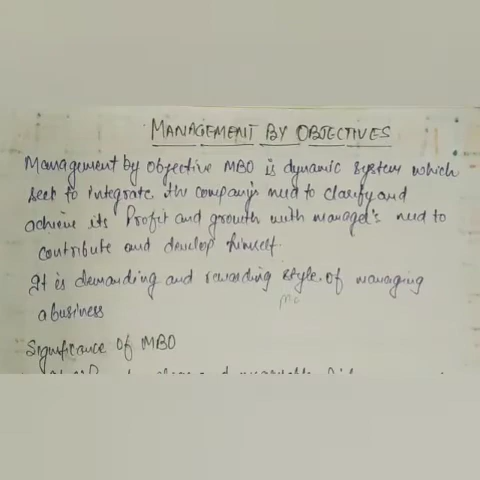 MANAGEMENT BY OBJECTIVES
Management by objective MBO is dynamic system which
seek to integrate the company's need to clarify and
achieve its Profit and growth with manager's need to
contribute and develop himself.
It is demanding and rewarding style of managing
a business
Significance of MBO